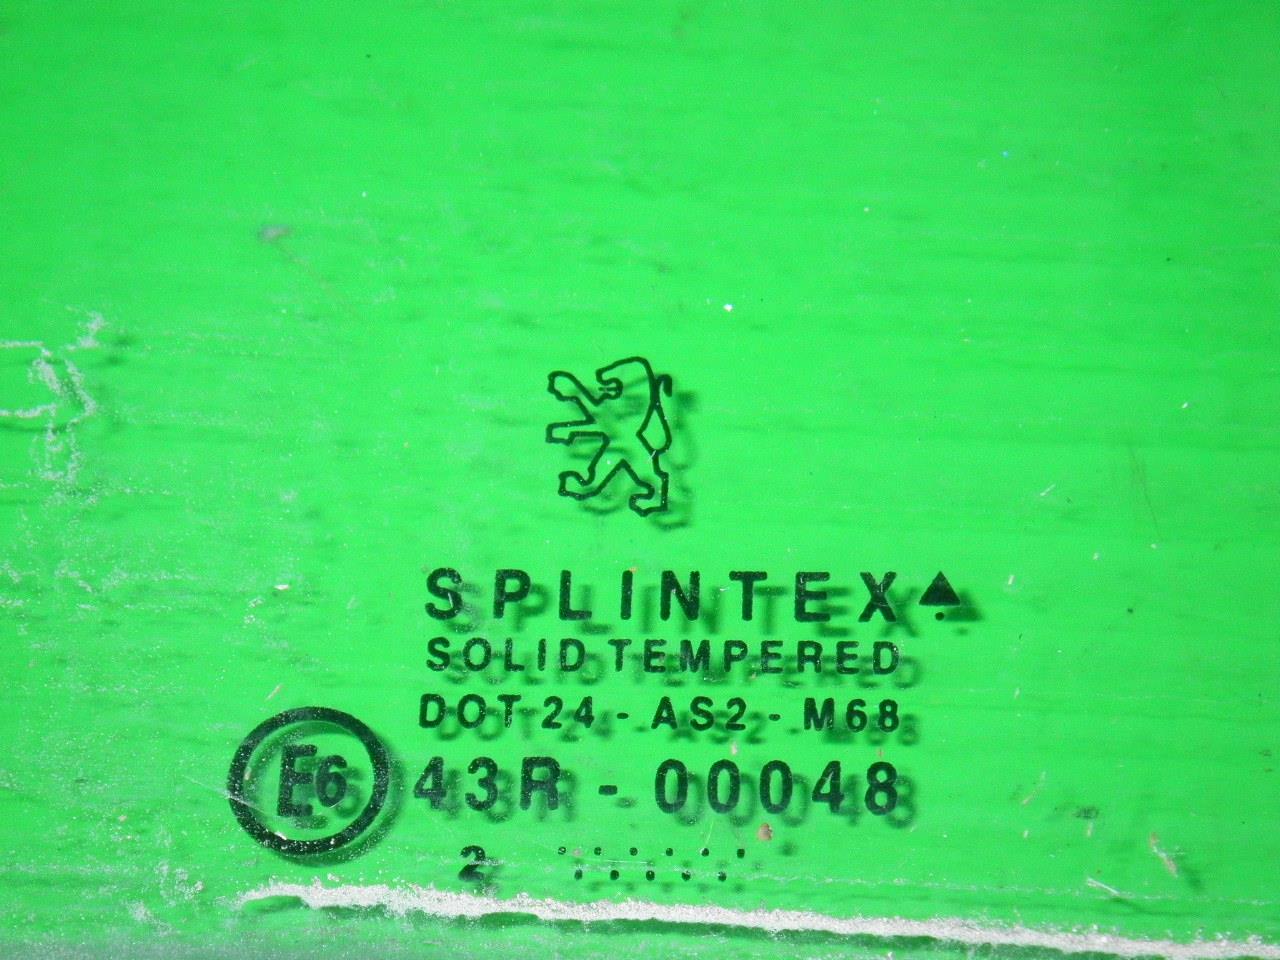 SPLINTEX
SOLID TEMPERED
DOT 24 - AS2 - M68
E6 43R - 00048
2